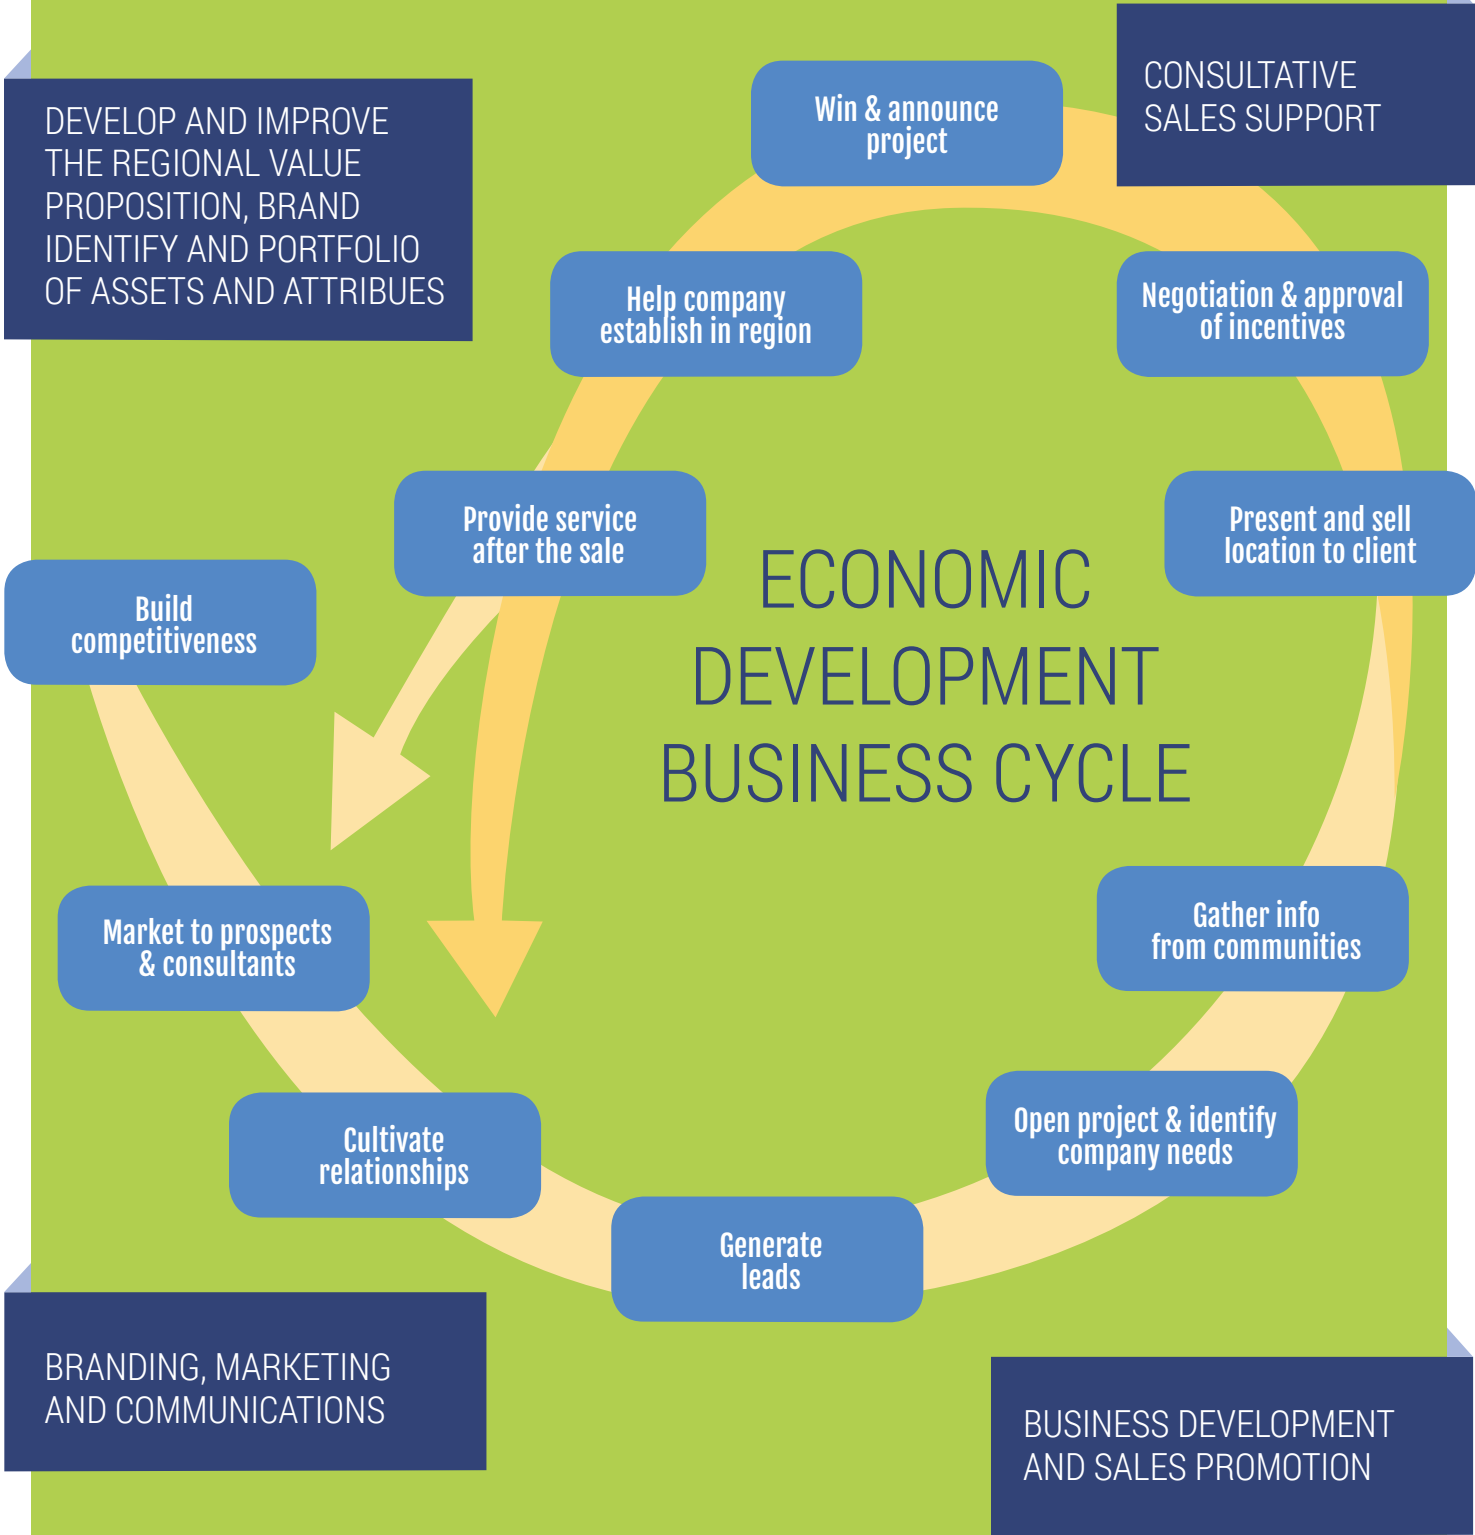 DEVELOP AND IMPROVE
THE REGIONAL VALUE
PROPOSITION, BRAND
IDENTIFY AND PORTFOLIO
OF ASSETS AND ATTRIBUES
CONSULTATIVE
SALES SUPPORT
Win & announce
project
Help company
establish in region
Negotiation & approval
of incentives
Provide service
after the sale
Present and sell
location to client
Build
competitiveness
ECONOMIC
DEVELOPMENT
BUSINESS CYCLE
Market to prospects
& consultants
Gather info
from communities
Cultivate
relationships
Open project & identify
company needs
Generate
leads
BRANDING, MARKETING
AND COMMUNICATIONS
BUSINESS DEVELOPMENT
AND SALES PROMOTION